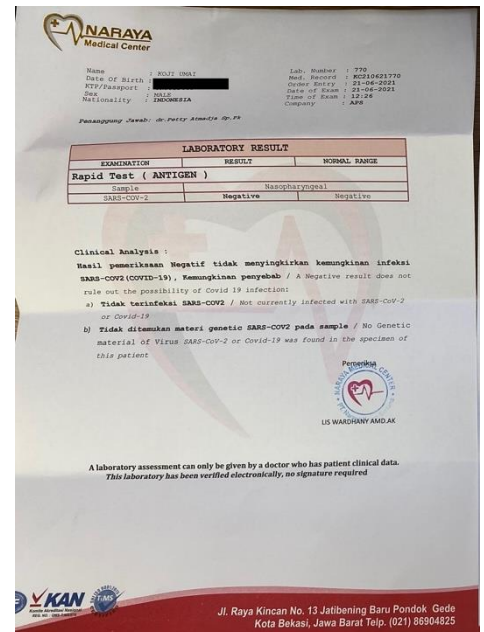 NARAYA
Medical Center
Name : KOJI UMAI
Date Of Birth :
KTP/Passport :
Sex : MALE
Nationality : INDONESIA
Lab. Number : 770
Med. Record : RC210621770
Order Entry : 21-06-2021
Date of Exam : 21-06-2021
Time of Exam : 12:26
Company : APS
Penanggung Jawab: dr.Petty Atmadja Sp.Pk
LABORATORY RESULT
EXAMINATION RESULT NORMAL RANGE
Rapid Test ( ANTIGEN )
Sample Nasopharyngeal
SARS-COV-2 Negative Negative
Clinical Analysis :
Hasil pemeriksaan Negatif tidak menyingkirkan kemungkinan infeksi
SARS-COV2(COVID-19), Kemungkinan penyebab / A Negative result does not
rule out the possibility of Covid 19 infection:
a) Tidak terinfeksi SARS-COV2 / Not currently infected with SARS-CoV-2
or Covid-19
b) Tidak ditemukan materi genetic SARS-COV2 pada sample / No Genetic
material of Virus SARS-CoV-2 or Covid-19 was found in the specimen of
this patient
Pemeriksa
NARAYA MEDICAL CENTER
LIS WARDHANY AMD.AK
A laboratory assessment can only be given by a doctor who has patient clinical data.
This laboratory has been verified electronically, no signature required
KAN
Komite Akreditasi Nasional
TIMS
Jl. Raya Kincan No. 13 Jatibening Baru Pondok Gede
Kota Bekasi, Jawa Barat Telp. (021) 86904825